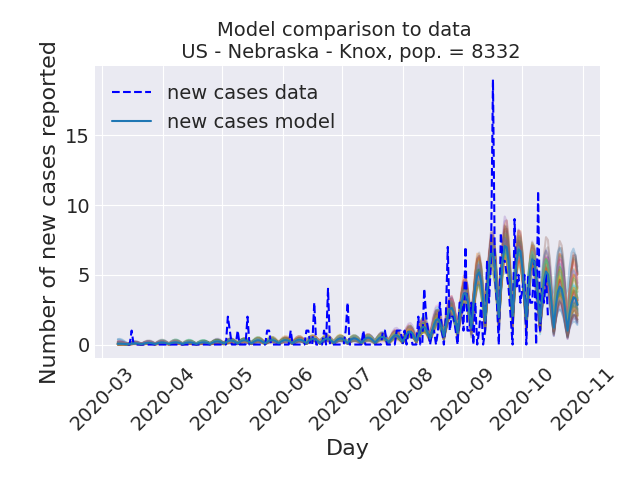 Model comparison to data
US - Nebraska - Knox, pop. = 8332
Number of new cases reported
15
10
5
0
new cases data
new cases model
2020-03
2020-04
2020-05
2020-06
2020-07
2020-08
2020-09
2020-10
2020-11
Day